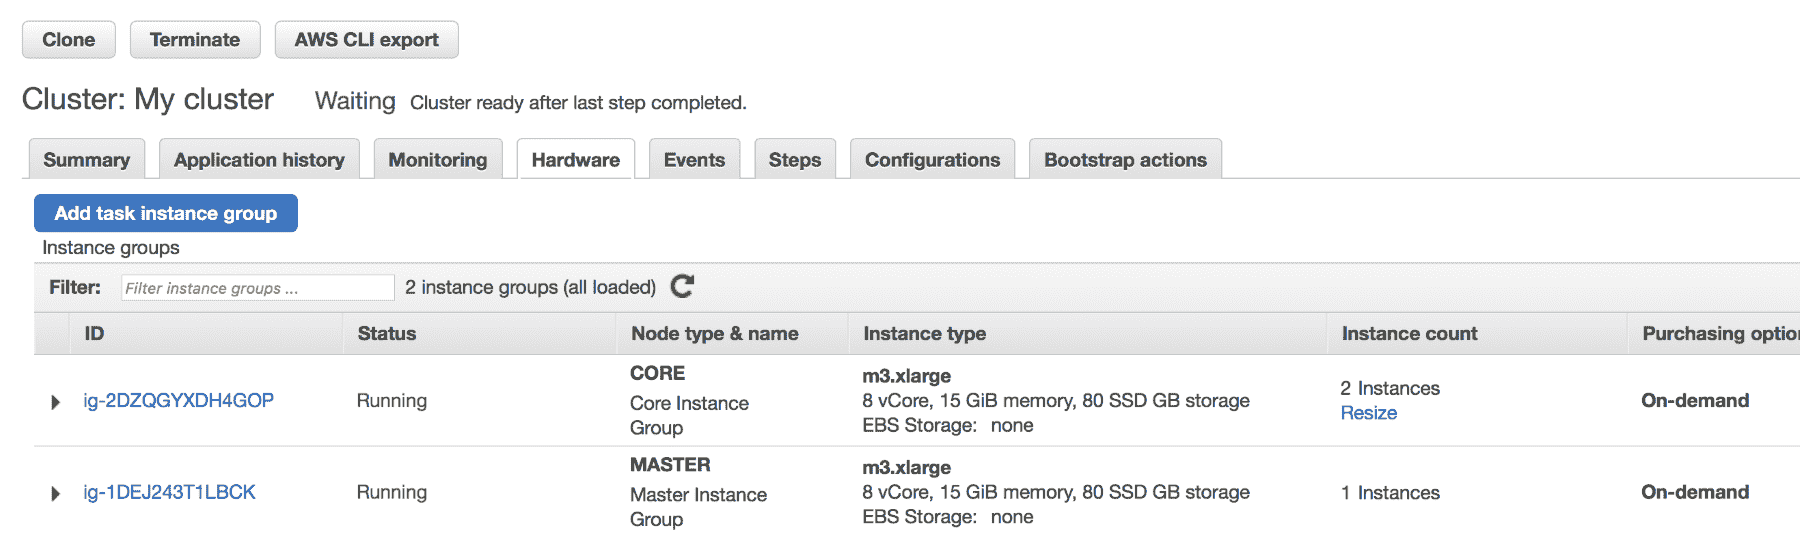 Clone Terminate AWS CLI export
Cluster: My cluster Waiting Cluster ready after last step completed.
Summary Application history Monitoring Hardware Events Steps Configurations Bootstrap actions
Add task instance group
Instance groups
Filter: Filter instance groups ... 2 instance groups (all loaded)
ID Status Node type & name Instance type Instance count Purchasing optio
ig-2DZQGYXDH4GOP Running CORE Core Instance Group m3.xlarge 2 Instances On-demand
8 vCore, 15 GiB memory, 80 SSD GB storage Resize
EBS Storage: none
ig-1DEJ243T1LBCK Running MASTER Master Instance Group m3.xlarge 1 Instances On-demand
8 vCore, 15 GiB memory, 80 SSD GB storage
EBS Storage: none